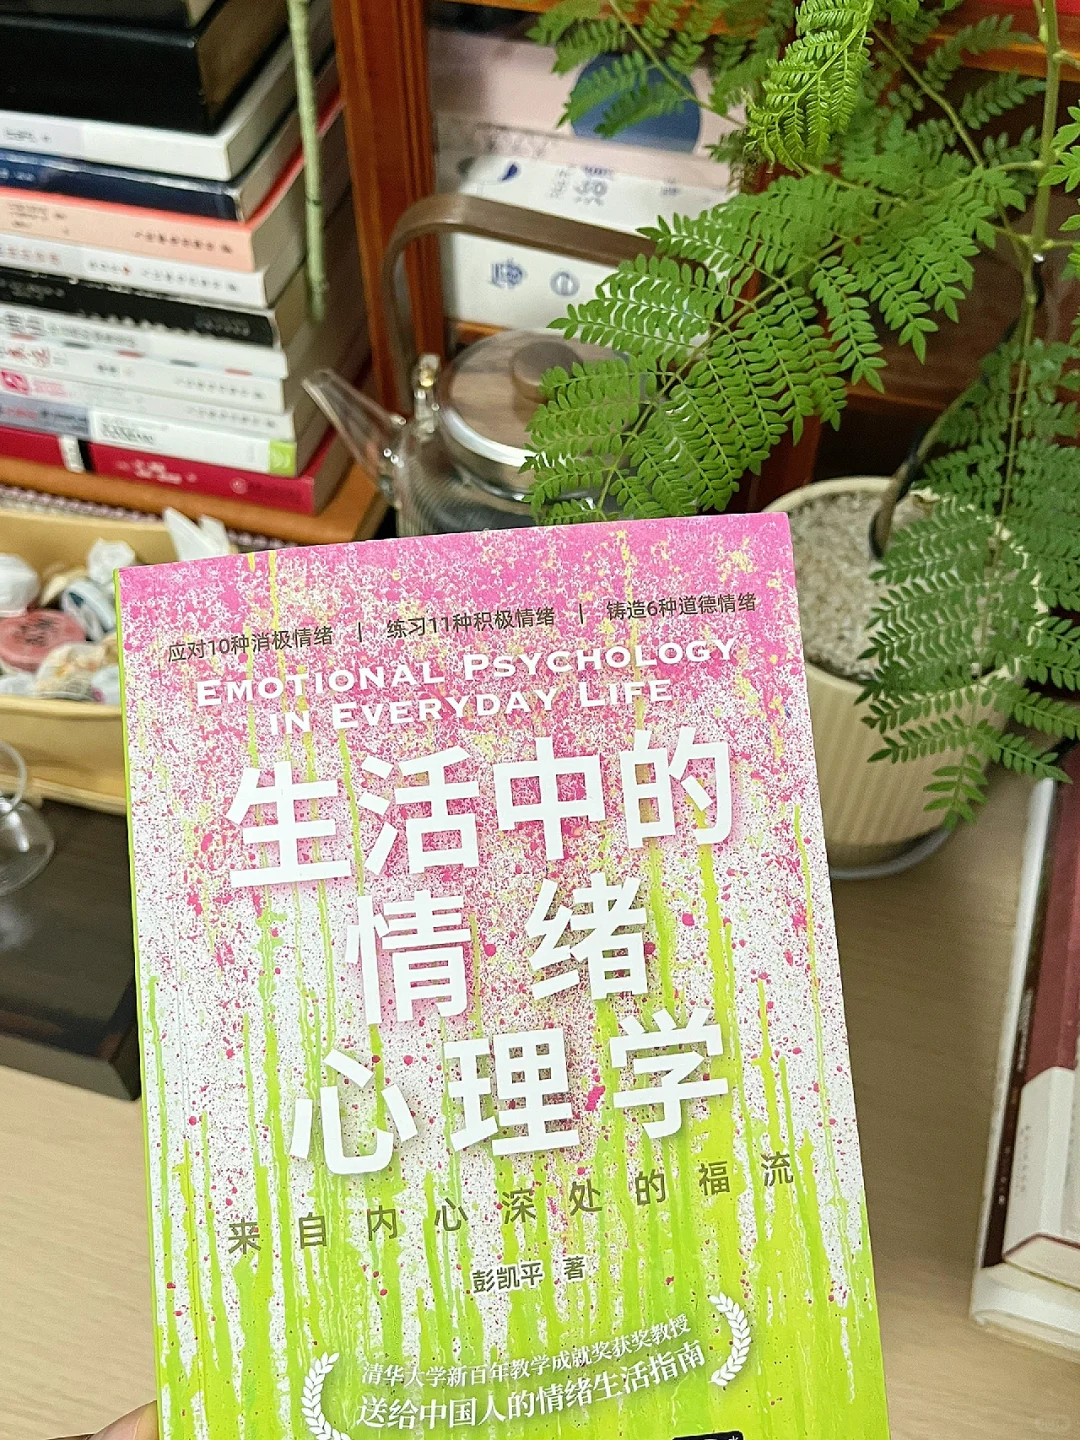 应对10种消极情绪 | 练习11种积极情绪 | 铸造6种道德情绪
EMOTIONAL PSYCHOLOGY
IN EVERYDAY LIFE
生活中的
情绪
心理学
来自内心深处的福流
彭凯平 著
清华大学新百年教学成就奖获奖教授
送给中国人的情绪生活指南